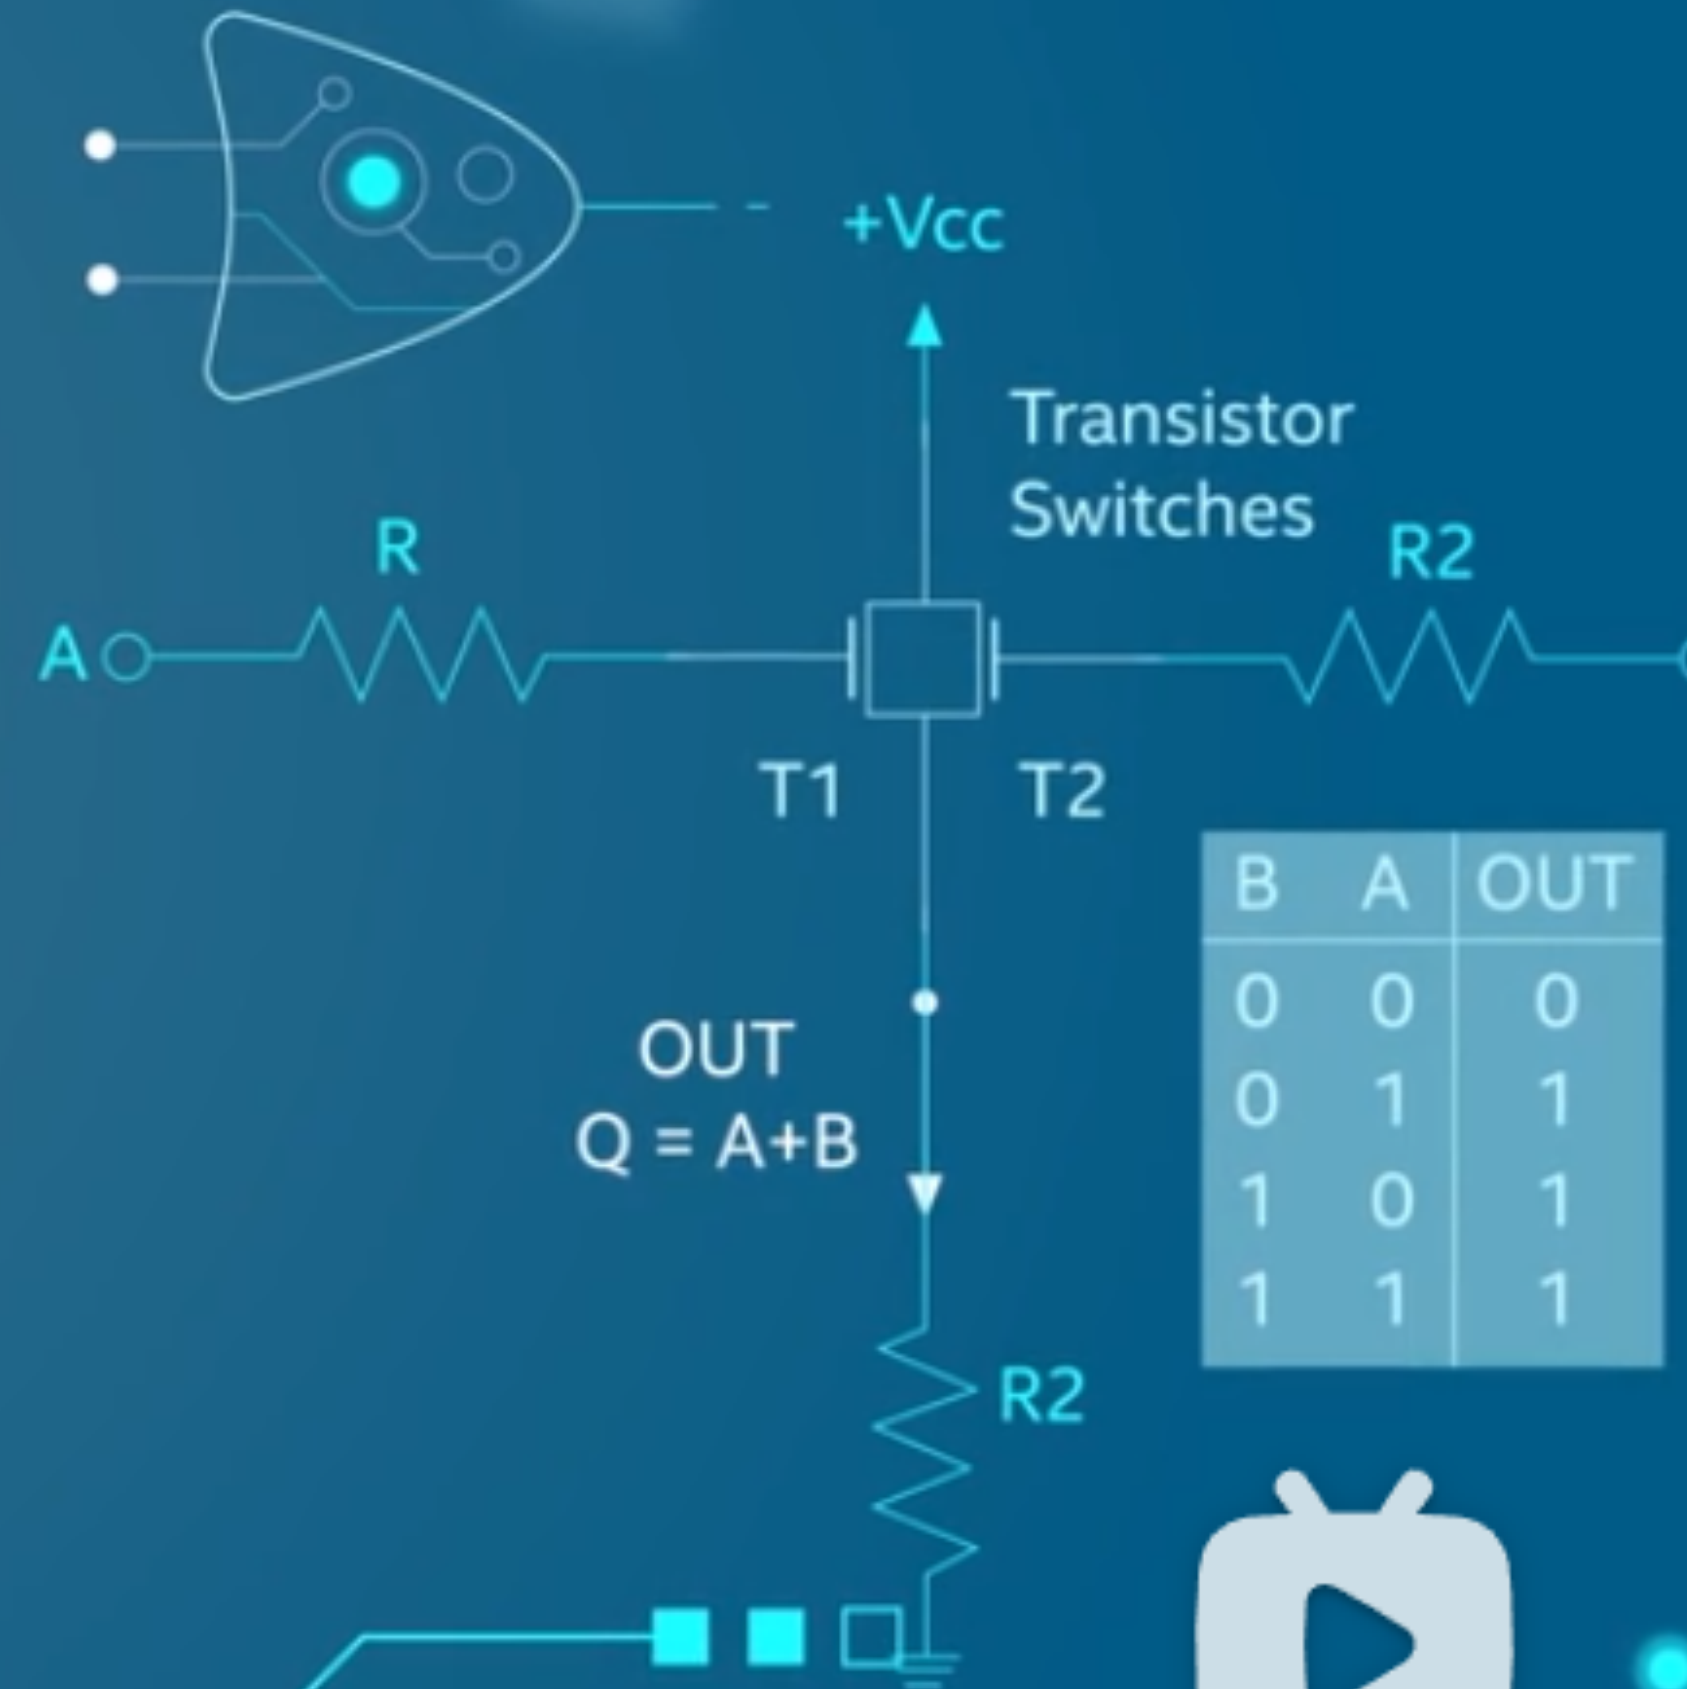 +Vcc
Transistor
Switches
R
R2
A
T1
T2
B A OUT
0 0 0
0 1 1
1 0 1
1 1 1
OUT
Q = A+B
R2